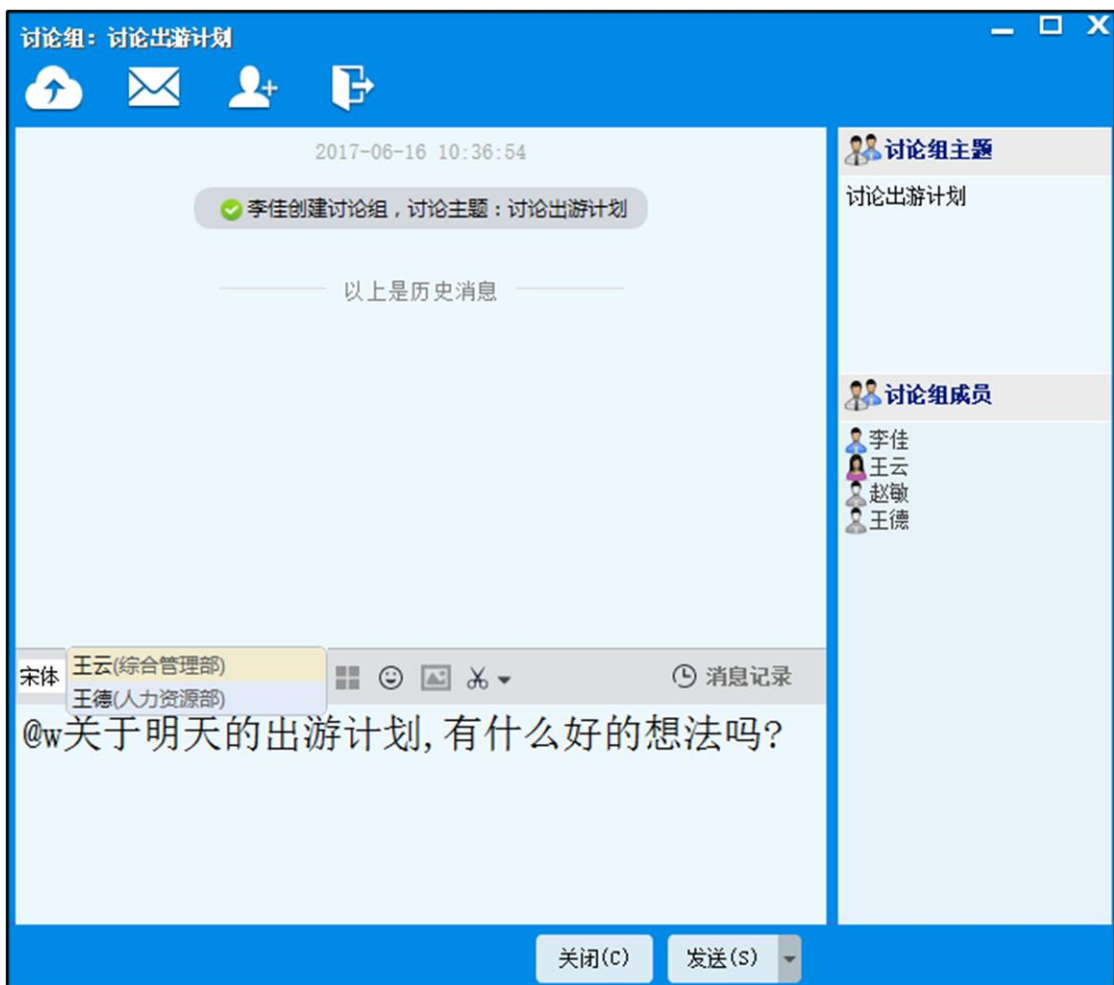 讨论组：讨论出游计划
2017-06-16 10:36:54
李佳创建讨论组，讨论主题：讨论出游计划
以上是历史消息
讨论组主题
讨论出游计划
讨论组成员
李佳
王云
赵敏
王德
宋体
王云(综合管理部)
王德(人力资源部)
消息记录
@w关于明天的出游计划,有什么好的想法吗?
关闭(C)
发送(S)